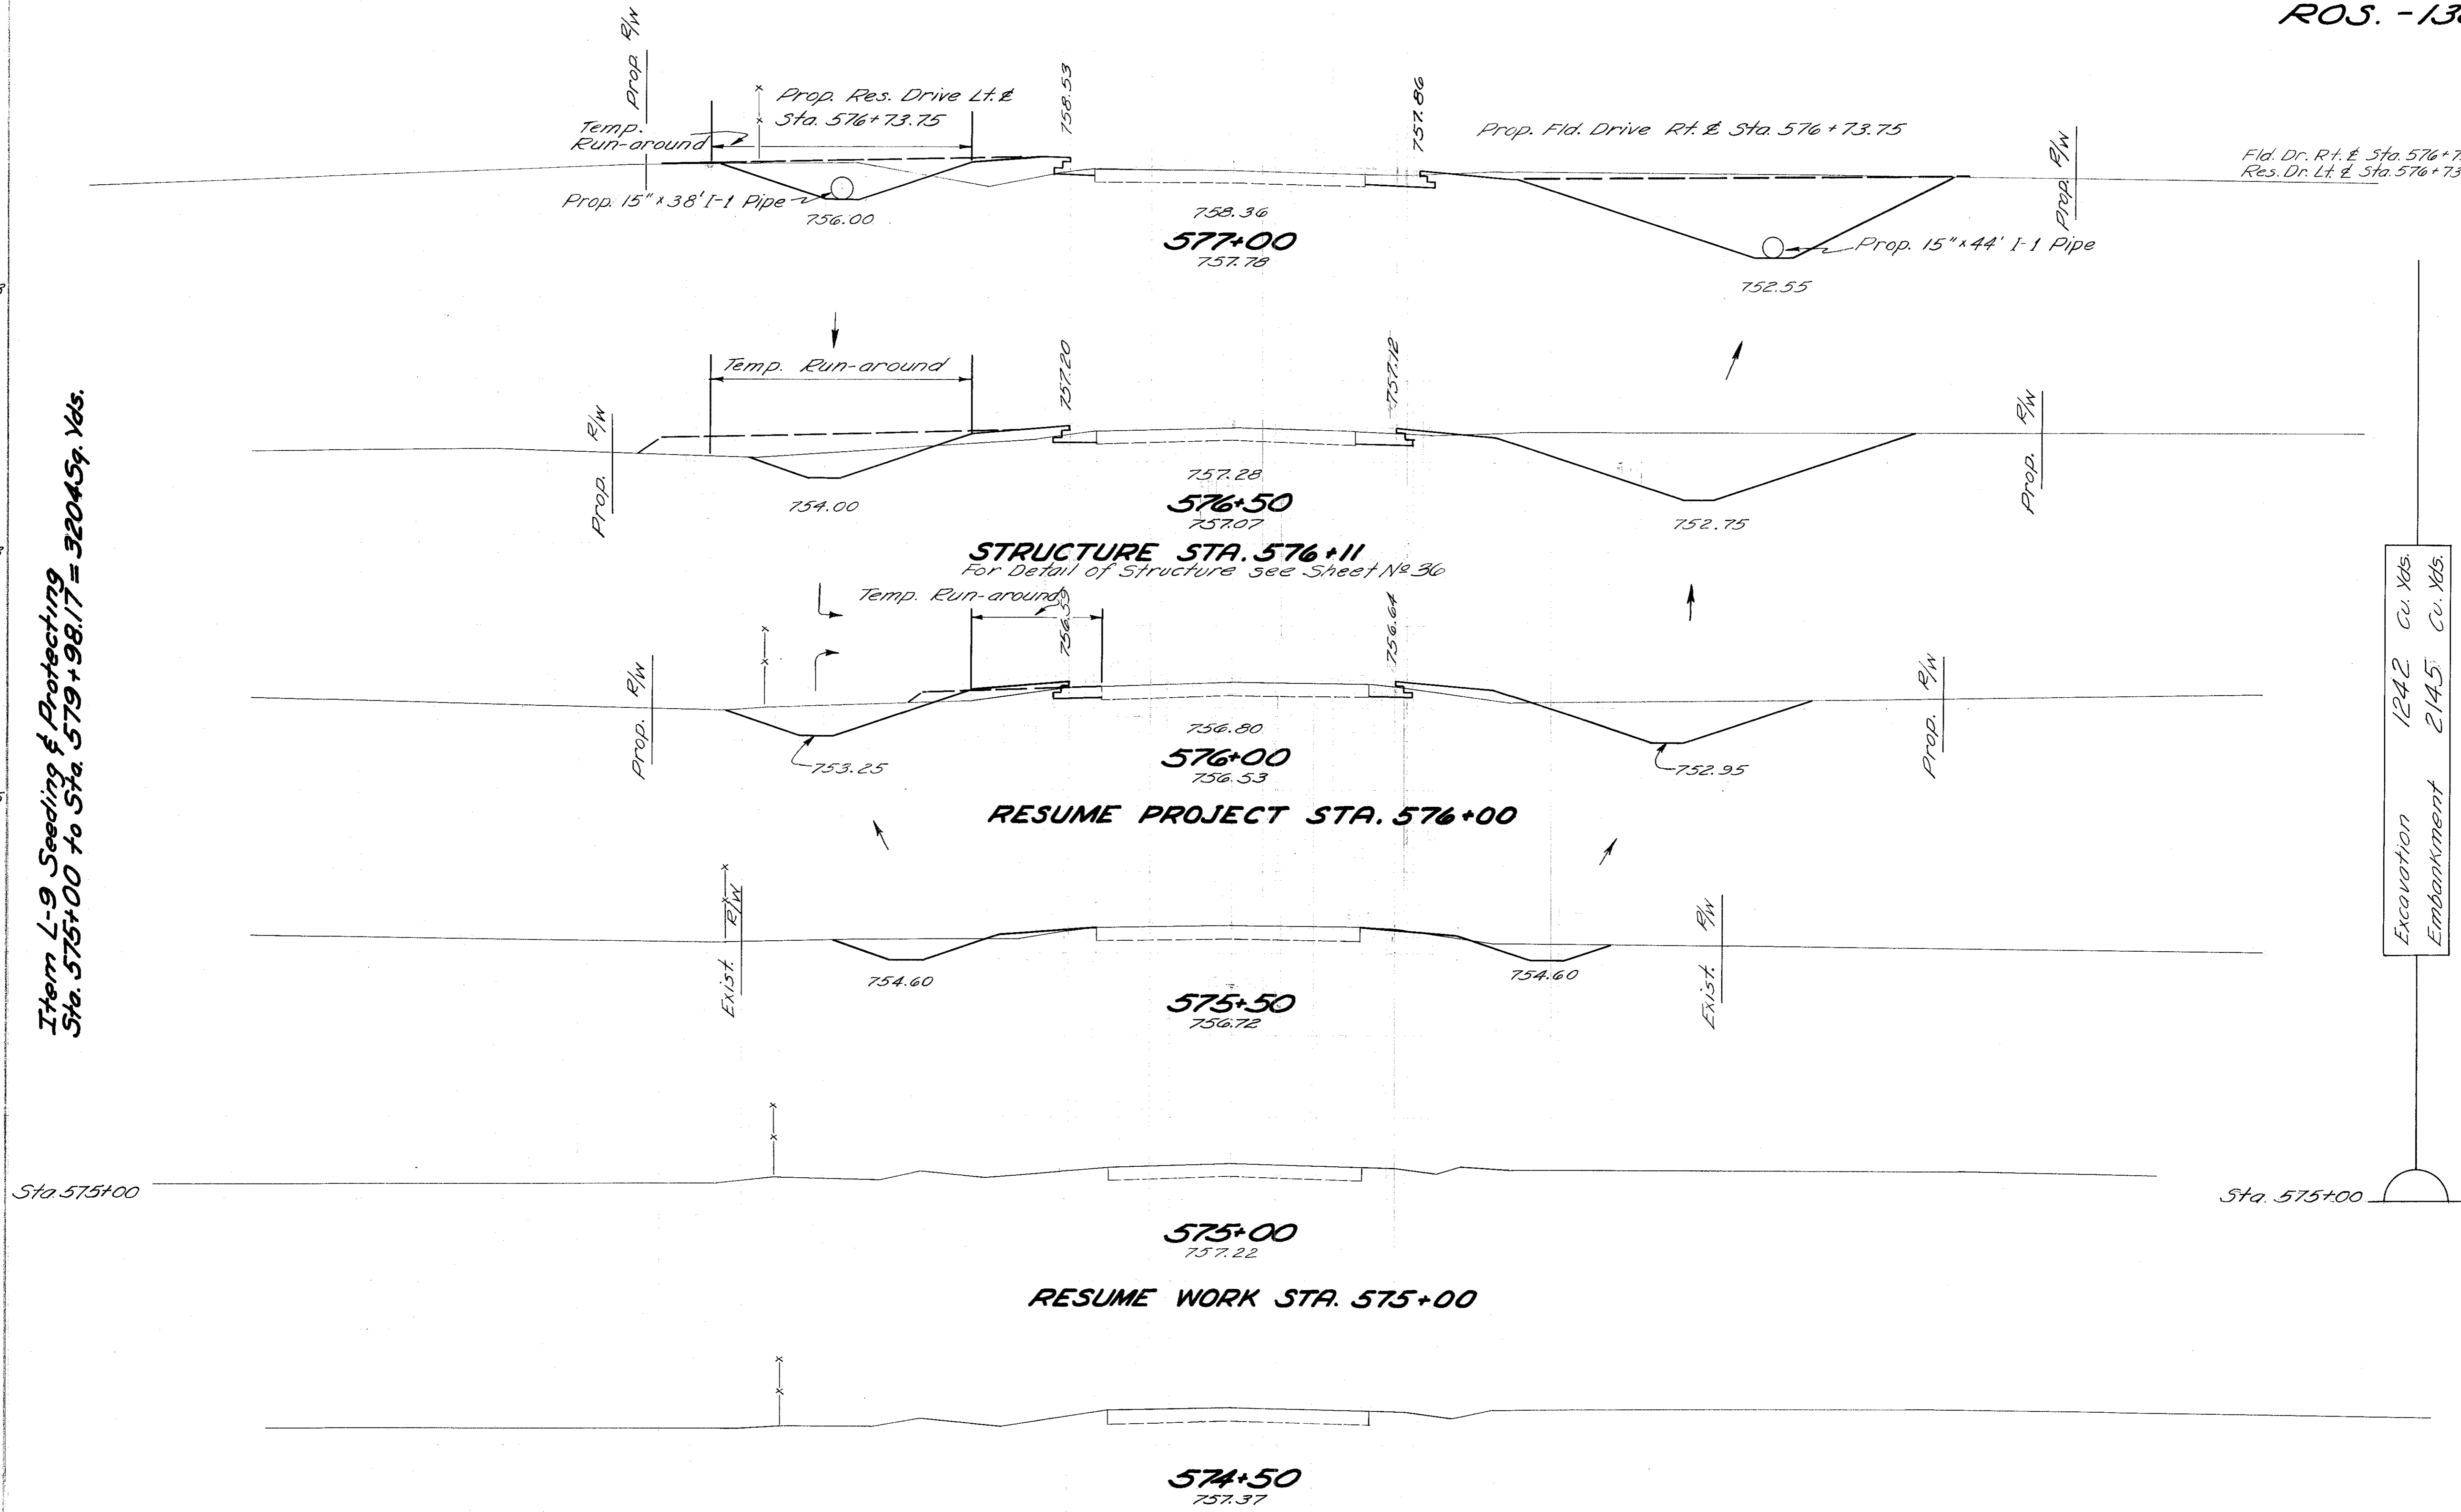 Prop. R/W
Temp.
Run-around
Prop. Res. Drive Lt. ℄
Sta. 576+73.75
758.53
757.86
Prop. Fld. Drive Rt. ℄ Sta. 576+73.75
Prop. R/W
Fld. Dr. Rt. ℄ Sta. 576+7
Res. Dr. Lt. ℄ Sta. 576+73
Prop. 15" x 38' I-1 Pipe
756.00
758.36
577+00
757.78
Prop. 15" x 44' I-1 Pipe
752.55
Temp. Run-around
757.20
757.12
Prop. R/W
Prop. R/W
754.00
757.28
576+50
757.07
752.75
STRUCTURE STA. 576+11
For Detail of Structure see Sheet No 36
Temp. Run-around
756.59
756.64
Prop. R/W
Prop. R/W
753.25
756.80
576+00
756.53
752.95
RESUME PROJECT STA. 576+00
Exist. R/W
Exist. R/W
754.60
754.60
575+50
756.72
Sta. 575+00
575+00
757.22
Sta. 575+00
RESUME WORK STA. 575+00
574+50
757.37
Item L-9 Seeding & Protecting
Sta. 575+00 to Sta. 579+98.17 = 3204 Sq. Yds.
Excavation 1242 Cu. Yds.
Embankment 2145 Cu. Yds.